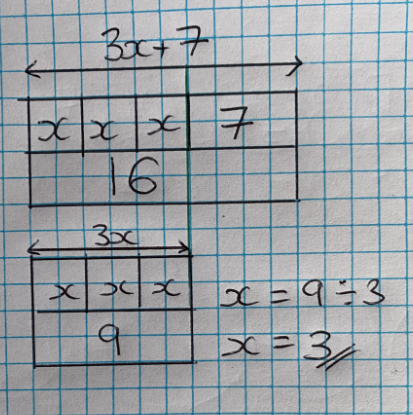 3x+7
x x x 7
16
3x
x x x
9
x = 9 ÷ 3
x = 3